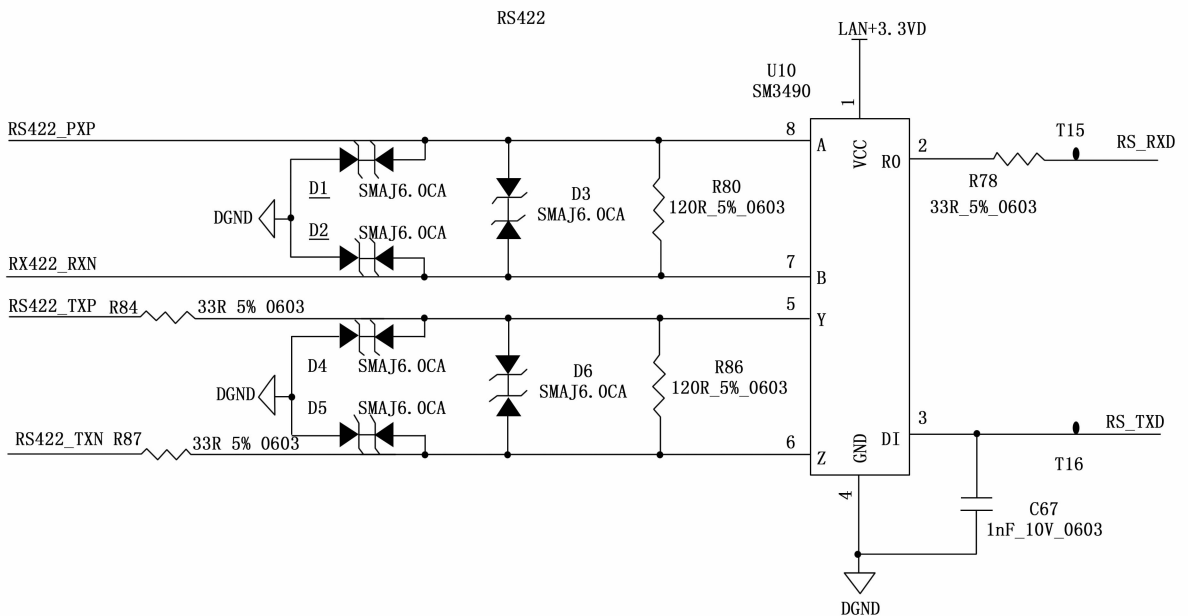 RS422
LAN+3.3VD
U10
SM3490
1
RS422_PXP
8
A
VCC
RO
2
T15
RS_RXD
D1
SMAJ6.0CA
D3
SMAJ6.0CA
R80
120R_5%_0603
R78
33R_5%_0603
DGND
D2
SMAJ6.0CA
RX422_RXN
7
B
RS422_TXP
R84
33R 5% 0603
5
Y
D4
SMAJ6.0CA
D6
SMAJ6.0CA
R86
120R_5%_0603
DGND
D5
SMAJ6.0CA
RS422_TXN
R87
33R 5% 0603
6
Z
GND
DI
3
RS_TXD
T16
4
C67
1nF_10V_0603
DGND